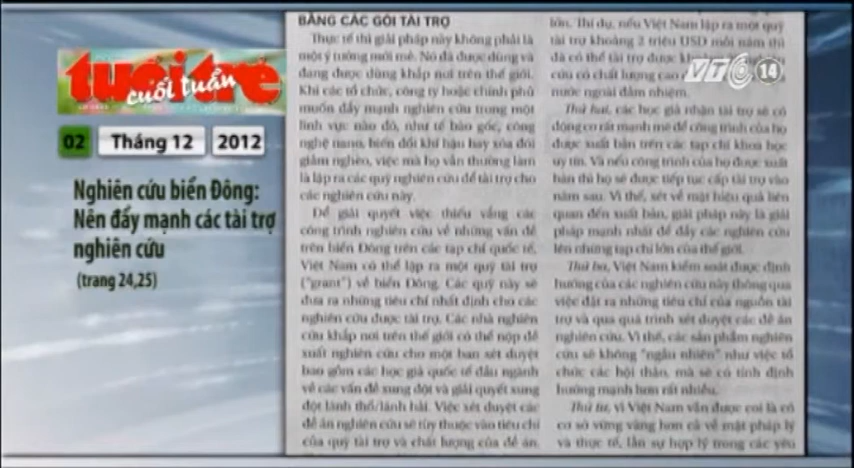 tuổi trẻ
cuối tuần
02 Tháng 12 2012
Nghiên cứu biển Đông:
Nên đẩy mạnh các tài trợ
nghiên cứu
(trang 24,25)
BẰNG CÁC GÓI TÀI TRỢ
Thực tế thì giải pháp này không phải là
một ý tưởng mới mẻ. Nó đã được dùng và
đang được dùng khắp nơi trên thế giới.
Khi các tổ chức, công ty hoặc chính phủ
muốn đẩy mạnh nghiên cứu trong một
lĩnh vực nào đó, như tế bào gốc, công
nghệ nano, biến đổi khí hậu hay xóa đói
giảm nghèo, việc mà họ vẫn thường làm
là lập ra các quỹ nghiên cứu để tài trợ cho
các nghiên cứu này.
Để giải quyết việc thiếu vắng các
công trình nghiên cứu về những vấn đề
trên biển Đông trên các tạp chí quốc tế,
Việt Nam có thể lập ra một quỹ tài trợ
("grant") về biển Đông. Các quỹ này sẽ
đưa ra những tiêu chí nhất định cho các
nghiên cứu được tài trợ. Các nhà nghiên
cứu khắp nơi trên thế giới có thể nộp đề
xuất nghiên cứu cho một ban xét duyệt
bao gồm các học giả quốc tế đầu ngành
về các vấn đề xung đột và giải quyết xung
đột lãnh thổ/lãnh hải. Việc xét duyệt các
đề án nghiên cứu sẽ tùy thuộc vào tiêu chí
của quỹ tài trợ và chất lượng của đề án.
lớn. Thí dụ, nếu Việt Nam lập ra một quỹ
tài trợ khoảng 2 triệu USD mỗi năm thì
đã có thể tài trợ được
cứu có chất lượng cao
nước ngoài đảm nhiệm.
VTC 14
Thứ hai, các học giả nhận tài trợ sẽ có
động cơ rất mạnh mẽ để công trình của họ
được xuất bản trên các tạp chí khoa học
uy tín. Và nếu công trình của họ được xuất
bản thì họ sẽ được tiếp tục cấp tài trợ vào
năm sau. Vì thế, xét về mặt hiệu quả liên
quan đến xuất bản, giải pháp này là giải
pháp mạnh nhất để đẩy các nghiên cứu
lên những tạp chí lớn của thế giới.
Thứ ba, Việt Nam kiểm soát được định
hướng của các nghiên cứu này thông qua
việc đặt ra những tiêu chí của nguồn tài
trợ và qua quá trình xét duyệt các đề án
nghiên cứu. Vì thế, các sản phẩm nghiên
cứu sẽ không "ngẫu nhiên" như việc tổ
chức các hội thảo, mà sẽ có tính định
hướng mạnh hơn rất nhiều.
Thứ tư, vì Việt Nam vẫn được coi là có
cơ sở vững vàng hơn cả về mặt pháp lý
và thực tế, lẫn sự hợp lý trong các yêu